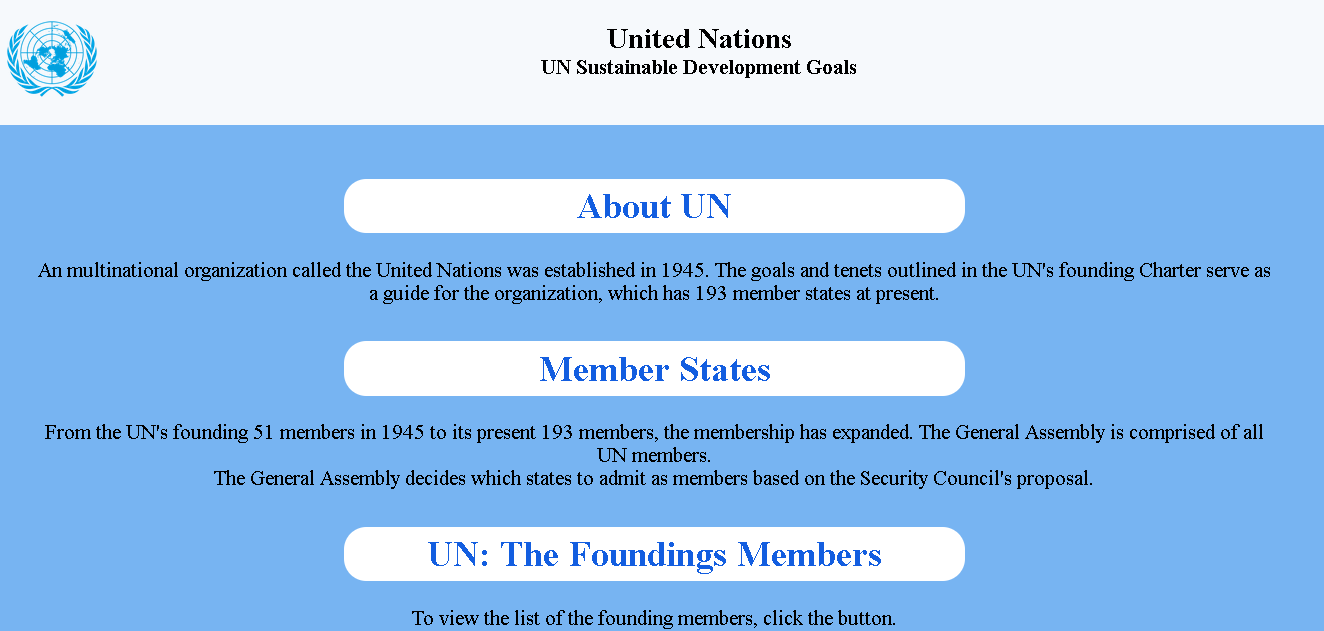 United Nations
UN Sustainable Development Goals
About UN
An multinational organization called the United Nations was established in 1945. The goals and tenets outlined in the UN's founding Charter serve as
a guide for the organization, which has 193 member states at present.
Member States
From the UN's founding 51 members in 1945 to its present 193 members, the membership has expanded. The General Assembly is comprised of all
UN members.
The General Assembly decides which states to admit as members based on the Security Council's proposal.
UN: The Foundings Members
To view the list of the founding members, click the button.